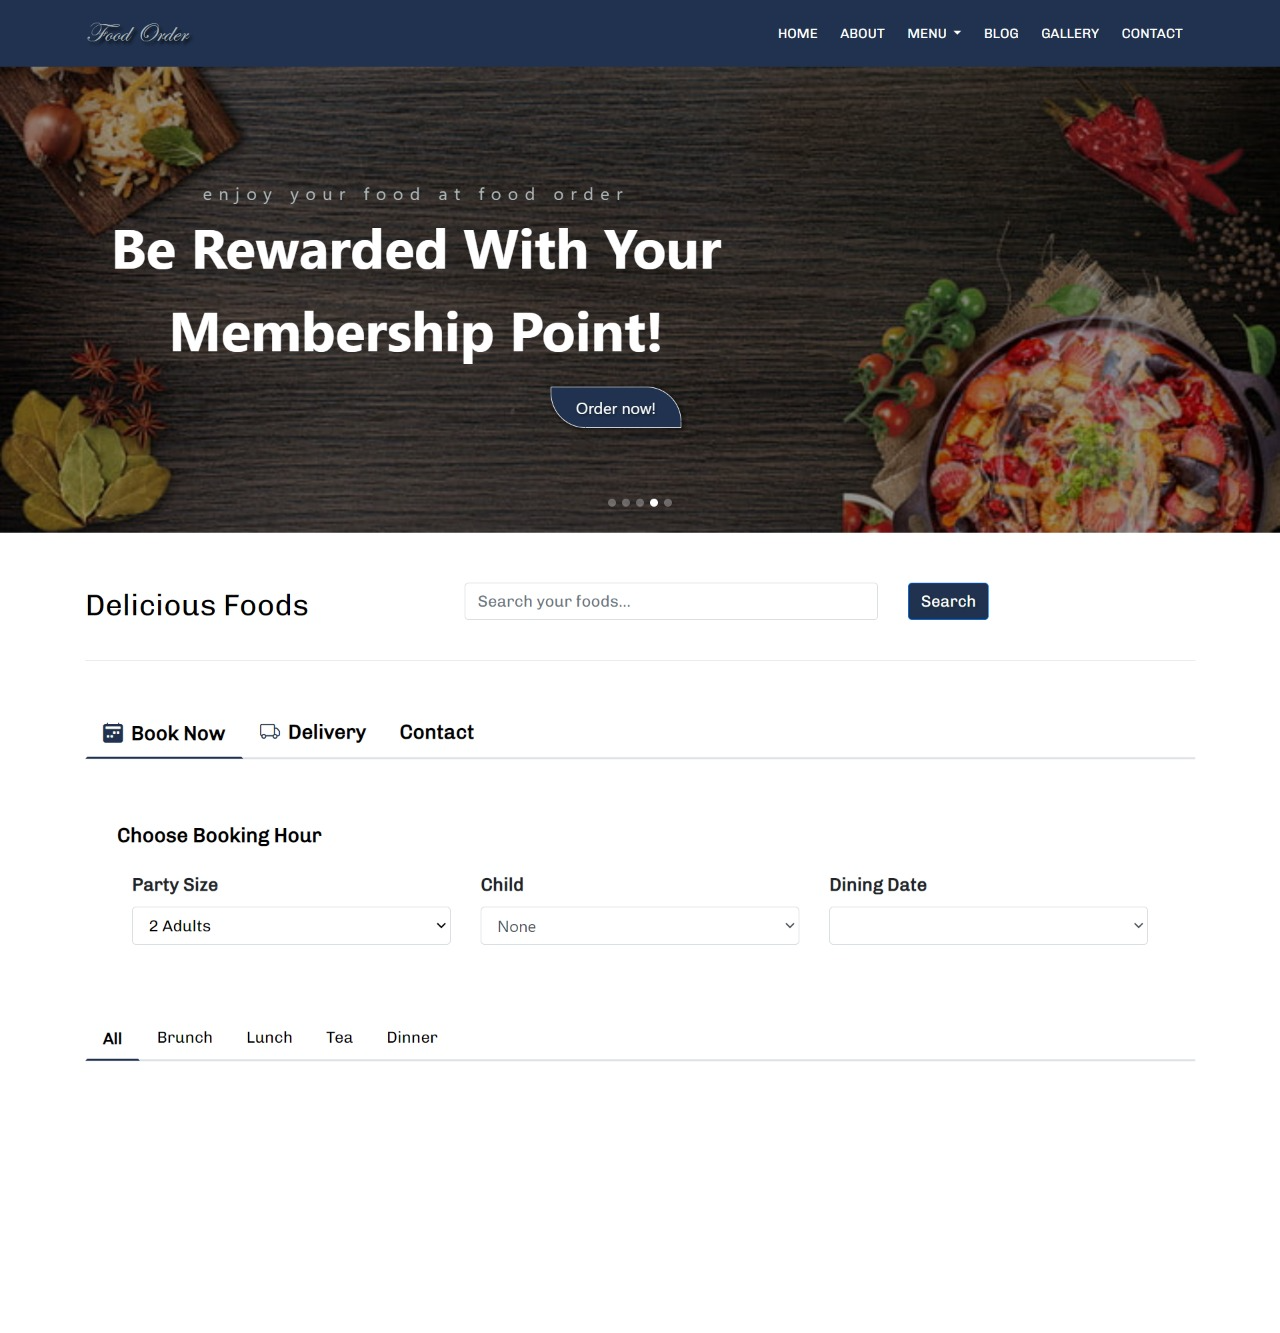 Food Order
HOME ABOUT MENU BLOG GALLERY CONTACT
enjoy your food at food order
Be Rewarded With Your
Membership Point!
Order now!
Delicious Foods
Search your foods...
Search
Book Now Delivery Contact
Choose Booking Hour
Party Size Child Dining Date
2 Adults None
All Brunch Lunch Tea Dinner